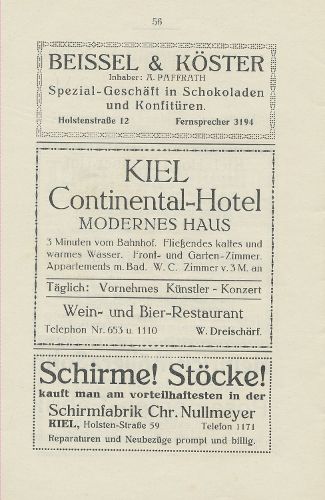 56
BEISSEL & KÖSTER
Inhaber: A. PAFFRATH
Spezial-Geschäft in Schokoladen
und Konfitüren.
Holstenstraße 12 Fernsprecher 3194
KIEL
Continental-Hotel
MODERNES HAUS
3 Minuten vom Bahnhof. Fließendes kaltes und
warmes Wasser. Front- und Garten-Zimmer.
Appartements m. Bad. W. C. Zimmer v. 3 M. an
Täglich: Vornehmes Künstler-Konzert
Wein- und Bier-Restaurant
Telephon Nr. 653 u. 1110 W. Dreischärf.
Schirme! Stöcke!
kauft man am vorteilhaftesten in der
Schirmfabrik Chr. Nullmeyer
KIEL, Holsten-Straße 59 Telefon 1171
Reparaturen und Neubezüge prompt und billig.